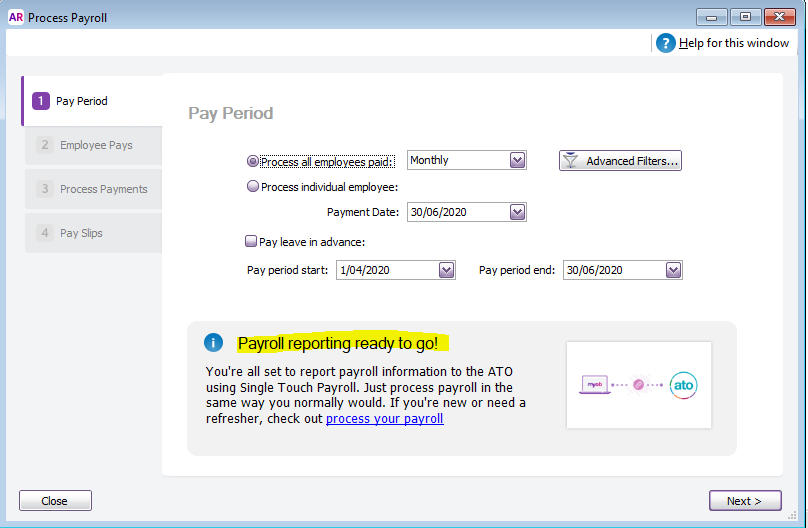 AR Process Payroll
? Help for this window
1 Pay Period
2 Employee Pays
3 Process Payments
4 Pay Slips
Pay Period
Process all employees paid: Monthly Advanced Filters...
Process individual employee:
Payment Date: 30/06/2020
Pay leave in advance:
Pay period start: 1/04/2020 Pay period end: 30/06/2020
i Payroll reporting ready to go!
You're all set to report payroll information to the ATO
using Single Touch Payroll. Just process payroll in the
same way you normally would. If you're new or need a
refresher, check out process your payroll
myob ato
Close Next >